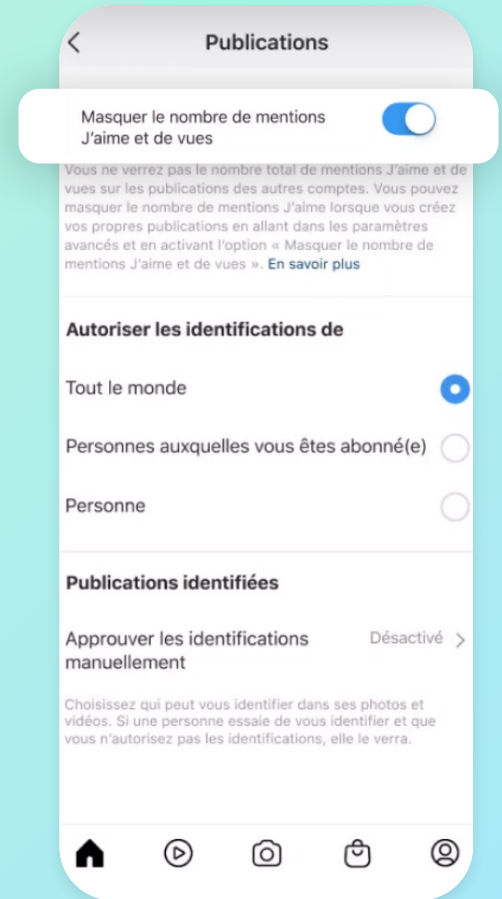 Publications
Masquer le nombre de mentions
J'aime et de vues
Vous ne verrez pas le nombre total de mentions J'aime et de
vues sur les publications des autres comptes. Vous pouvez
masquer le nombre de mentions J'aime lorsque vous créez
vos propres publications en allant dans les paramètres
avancés et en activant l'option « Masquer le nombre de
mentions J'aime et de vues ». En savoir plus
Autoriser les identifications de
Tout le monde
Personnes auxquelles vous êtes abonné(e)
Personne
Publications identifiées
Approuver les identifications
manuellement
Désactivé
Choisissez qui peut vous identifier dans ses photos et
vidéos. Si une personne essaie de vous identifier et que
vous n'autorisez pas les identifications, elle le verra.